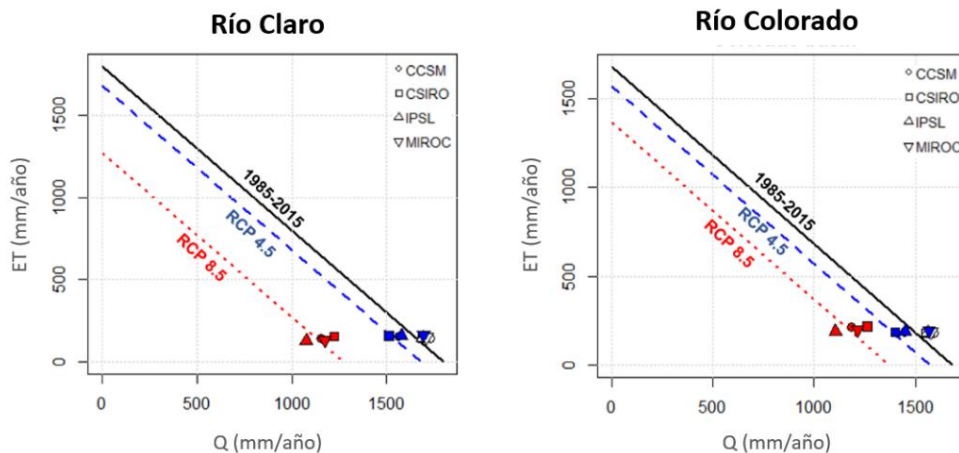 Río Claro
CCSM
CSIRO
IPSL
MIROC
1985-2015
RCP 4.5
RCP 8.5
ET (mm/año)
1500
1000
500
0
0
500
1000
1500
Q (mm/año)
Río Colorado
CCSM
CSIRO
IPSL
MIROC
1985-2015
RCP 4.5
RCP 8.5
ET (mm/año)
1500
1000
500
0
0
500
1000
1500
Q (mm/año)